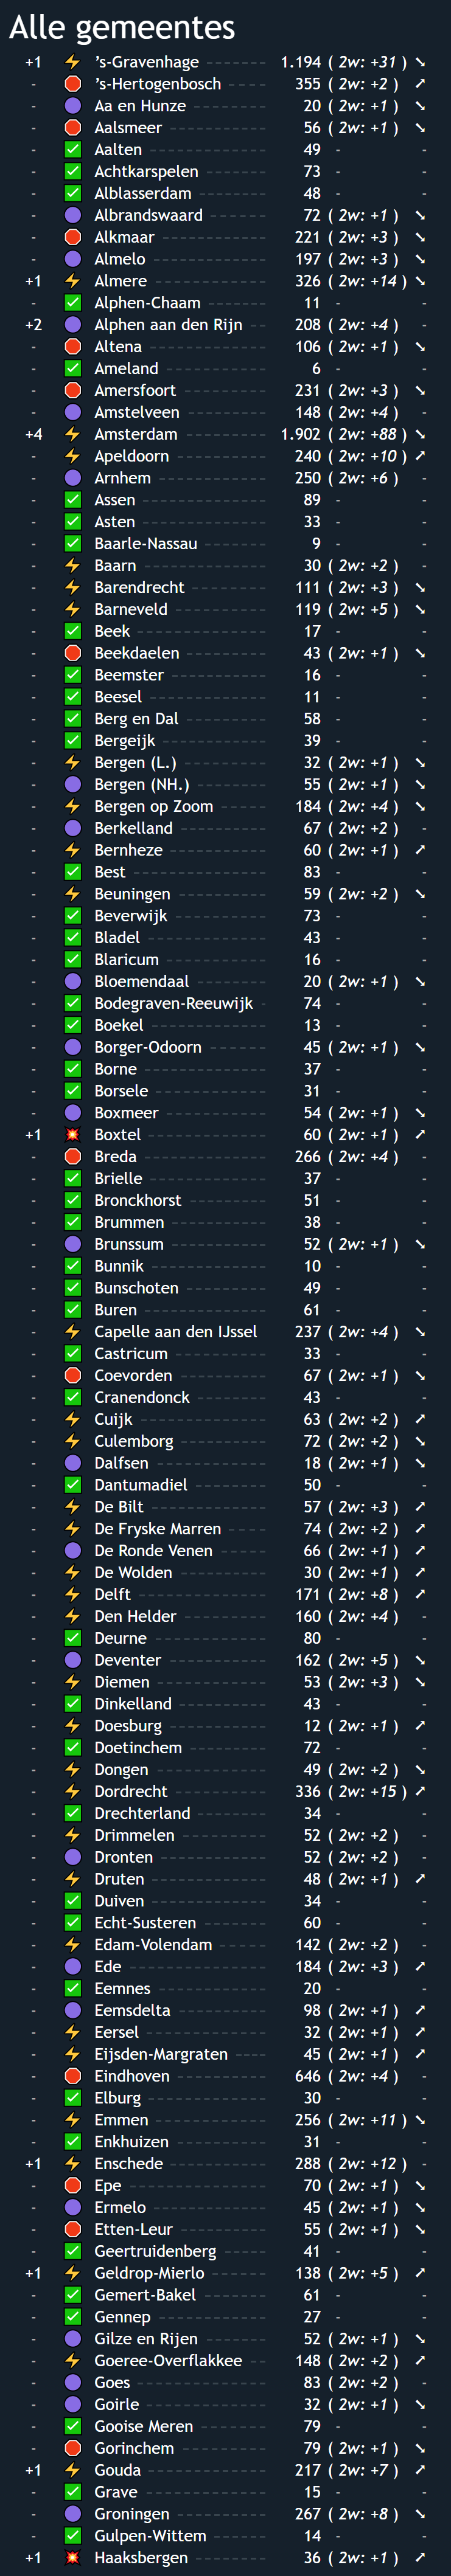 Alle gemeentes
+1 ⚡ ’s-Gravenhage ------- 1.194 ( 2w: +31 ) ↘
- 🛑 ’s-Hertogenbosch ----- 355 ( 2w: +2 ) ↗
- 🟣 Aa en Hunze --------- 20 ( 2w: +1 ) ↘
- 🛑 Aalsmeer ------------ 56 ( 2w: +1 ) ↘
- ✅ Aalten -------------- 49 - -
- ✅ Achtkarspelen -------- 73 - -
- ✅ Alblasserdam --------- 48 - -
- 🟣 Albrandswaard ------- 72 ( 2w: +1 ) ↘
- 🛑 Alkmaar ------------ 221 ( 2w: +3 ) ↘
- 🟣 Almelo ------------- 197 ( 2w: +3 ) ↘
+1 ⚡ Almere ------------- 326 ( 2w: +14 ) ↘
- ✅ Alphen-Chaam -------- 11 - -
+2 🟣 Alphen aan den Rijn -- 208 ( 2w: +4 ) -
- 🛑 Altena -------------- 106 ( 2w: +1 ) ↘
- ✅ Ameland ------------ 6 - -
- 🛑 Amersfoort ---------- 231 ( 2w: +3 ) ↘
- 🟣 Amstelveen ---------- 148 ( 2w: +4 ) -
+4 ⚡ Amsterdam ---------- 1.902 ( 2w: +88 ) ↘
- ⚡ Apeldoorn ----------- 240 ( 2w: +10 ) ↗
- 🟣 Arnhem ------------- 250 ( 2w: +6 ) -
- ✅ Assen --------------- 89 - -
- ✅ Asten --------------- 33 - -
- ✅ Baarle-Nassau ------- 9 - -
- ⚡ Baarn --------------- 30 ( 2w: +2 ) -
- ⚡ Barendrecht --------- 111 ( 2w: +3 ) ↘
- ⚡ Barneveld ----------- 119 ( 2w: +5 ) ↘
- ✅ Beek ---------------- 17 - -
- 🛑 Beekdaelen ---------- 43 ( 2w: +1 ) ↘
- ✅ Beemster ------------ 16 - -
- ✅ Beesel -------------- 11 - -
- ✅ Berg en Dal ---------- 58 - -
- ✅ Bergeijk ------------- 39 - -
- ⚡ Bergen (L.) ---------- 32 ( 2w: +1 ) ↘
- 🟣 Bergen (NH.) -------- 55 ( 2w: +1 ) ↘
- ⚡ Bergen op Zoom ------ 184 ( 2w: +4 ) ↘
- 🟣 Berkelland ---------- 67 ( 2w: +2 ) -
- ⚡ Bernheze ------------ 60 ( 2w: +1 ) ↗
- ✅ Best ---------------- 83 - -
- ⚡ Beuningen ----------- 59 ( 2w: +2 ) ↘
- ✅ Beverwijk ----------- 73 - -
- ✅ Bladel -------------- 43 - -
- ✅ Blaricum ------------ 16 - -
- 🟣 Bloemendaal --------- 20 ( 2w: +1 ) ↘
- ✅ Bodegraven-Reeuwijk - 74 - -
- ✅ Boekel -------------- 13 - -
- 🟣 Borger-Odoorn ------- 45 ( 2w: +1 ) ↘
- ✅ Borne --------------- 37 - -
- ✅ Borsele ------------- 31 - -
- 🟣 Boxmeer ------------ 54 ( 2w: +1 ) ↘
+1 💥 Boxtel -------------- 60 ( 2w: +1 ) ↗
- 🛑 Breda --------------- 266 ( 2w: +4 ) -
- ✅ Brielle -------------- 37 - -
- ✅ Bronckhorst --------- 51 - -
- ✅ Brummen ------------ 38 - -
- 🟣 Brunssum ------------ 52 ( 2w: +1 ) ↘
- ✅ Bunnik -------------- 10 - -
- ✅ Bunschoten ---------- 49 - -
- ✅ Buren --------------- 61 - -
- ⚡ Capelle aan den IJssel 237 ( 2w: +4 ) ↘
- ✅ Castricum ----------- 33 - -
- 🛑 Coevorden ----------- 67 ( 2w: +1 ) ↘
- ✅ Cranendonck --------- 43 - -
- ⚡ Cuijk --------------- 63 ( 2w: +2 ) ↗
- ⚡ Culemborg ----------- 72 ( 2w: +2 ) ↘
- 🟣 Dalfsen ------------- 18 ( 2w: +1 ) ↘
- ✅ Dantumadiel --------- 50 - -
- ⚡ De Bilt -------------- 57 ( 2w: +3 ) ↗
- ⚡ De Fryske Marren ---- 74 ( 2w: +2 ) ↗
- 🟣 De Ronde Venen ------ 66 ( 2w: +1 ) ↗
- ⚡ De Wolden ----------- 30 ( 2w: +1 ) ↗
- ⚡ Delft --------------- 171 ( 2w: +8 ) ↗
- ⚡ Den Helder ---------- 160 ( 2w: +4 ) -
- ✅ Deurne -------------- 80 - -
- 🟣 Deventer ------------ 162 ( 2w: +5 ) ↘
- ⚡ Diemen ------------- 53 ( 2w: +3 ) ↘
- ✅ Dinkelland ---------- 43 - -
- ⚡ Doesburg ------------ 12 ( 2w: +1 ) ↗
- ✅ Doetinchem ---------- 72 - -
- ⚡ Dongen ------------- 49 ( 2w: +2 ) ↘
- ⚡ Dordrecht ----------- 336 ( 2w: +15 ) ↗
- ✅ Drechterland --------- 34 - -
- ⚡ Drimmelen ---------- 52 ( 2w: +2 ) -
- 🟣 Dronten ------------- 52 ( 2w: +2 ) -
- ⚡ Druten -------------- 48 ( 2w: +1 ) ↗
- ✅ Duiven -------------- 34 - -
- ✅ Echt-Susteren -------- 60 - -
- ⚡ Edam-Volendam ------ 142 ( 2w: +2 ) -
- 🟣 Ede ----------------- 184 ( 2w: +3 ) ↗
- ✅ Eemnes ------------- 20 - -
- 🟣 Eemsdelta ----------- 98 ( 2w: +1 ) ↗
- ⚡ Eersel -------------- 32 ( 2w: +1 ) ↗
- ⚡ Eijsden-Margraten ---- 45 ( 2w: +1 ) ↗
- 🛑 Eindhoven ----------- 646 ( 2w: +4 ) -
- ✅ Elburg -------------- 30 - -
- ⚡ Emmen -------------- 256 ( 2w: +11 ) ↘
- ✅ Enkhuizen ----------- 31 - -
+1 ⚡ Enschede ------------ 288 ( 2w: +12 ) -
- 🛑 Epe ----------------- 70 ( 2w: +1 ) ↘
- 🟣 Ermelo ------------- 45 ( 2w: +1 ) ↘
- 🛑 Etten-Leur ---------- 55 ( 2w: +1 ) ↘
- ✅ Geertruidenberg ------ 41 - -
+1 ⚡ Geldrop-Mierlo ------- 138 ( 2w: +5 ) ↗
- ✅ Gemert-Bakel -------- 61 - -
- ✅ Gennep ------------- 27 - -
- 🟣 Gilze en Rijen ------- 52 ( 2w: +1 ) ↘
- ⚡ Goeree-Overflakkee -- 148 ( 2w: +2 ) ↗
- 🟣 Goes ---------------- 83 ( 2w: +2 ) -
- 🟣 Goirle -------------- 32 ( 2w: +1 ) ↘
- ✅ Gooise Meren -------- 79 - -
- 🛑 Gorinchem ---------- 79 ( 2w: +1 ) ↘
+1 ⚡ Gouda -------------- 217 ( 2w: +7 ) ↗
- ✅ Grave --------------- 15 - -
- 🟣 Groningen ----------- 267 ( 2w: +8 ) ↘
- ✅ Gulpen-Wittem ------- 14 - -
+1 💥 Haaksbergen --------- 36 ( 2w: +1 ) ↗